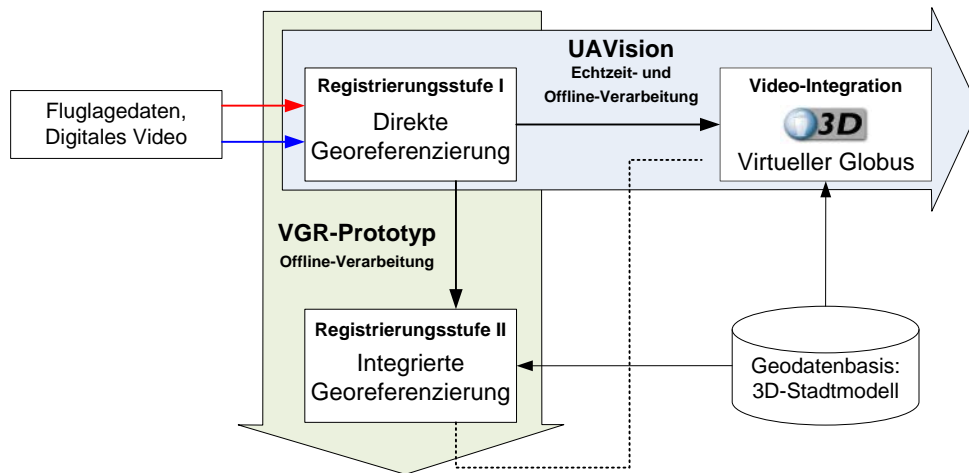 UAVision
Echtzeit- und
Offline-Verarbeitung
Fluglagedaten,
Digitales Video
Registrierungsstufe I
Direkte
Georeferenzierung
Video-Integration
i3D
Virtueller Globus
VGR-Prototyp
Offline-Verarbeitung
Registrierungsstufe II
Integrierte
Georeferenzierung
Geodatenbasis:
3D-Stadtmodell